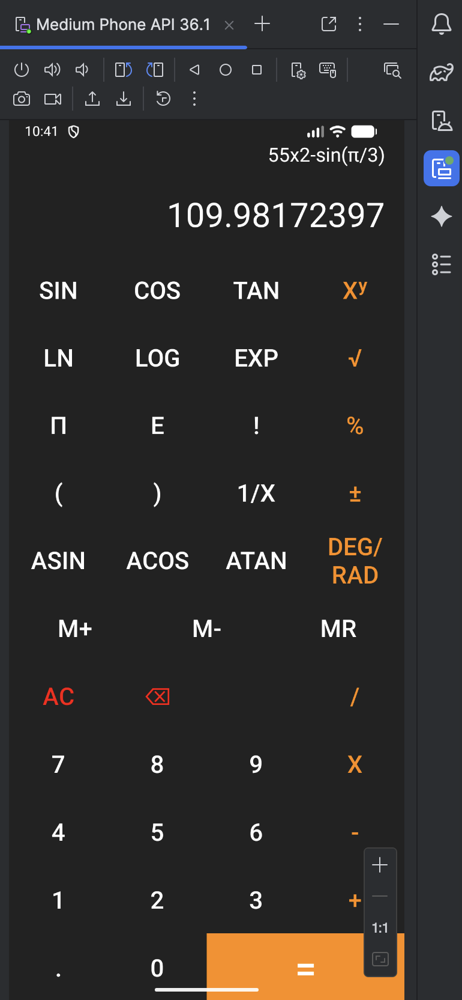 Medium Phone API 36.1
10:41
55x2-sin(π/3)
109.98172397
SIN COS TAN Xʸ
LN LOG EXP √
Π E ! %
( ) 1/X ±
ASIN ACOS ATAN DEG/
RAD
M+ M- MR
AC /
7 8 9 X
4 5 6 -
1 2 3 +
1:1
. 0 =